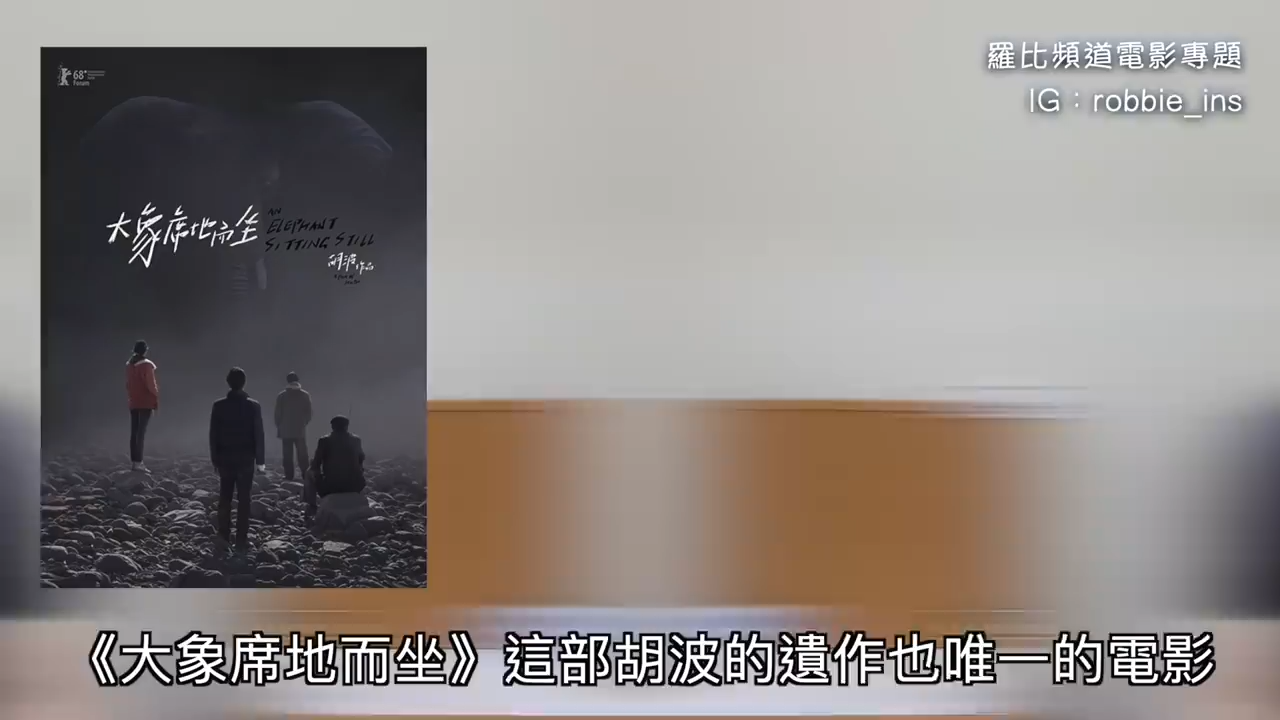 羅比頻道電影專題
IG：robbie_ins
68°
Forum
大象席地而坐
AN
ELEPHANT
SITTING STILL
胡波作品
《大象席地而坐》這部胡波的遺作也唯一的電影